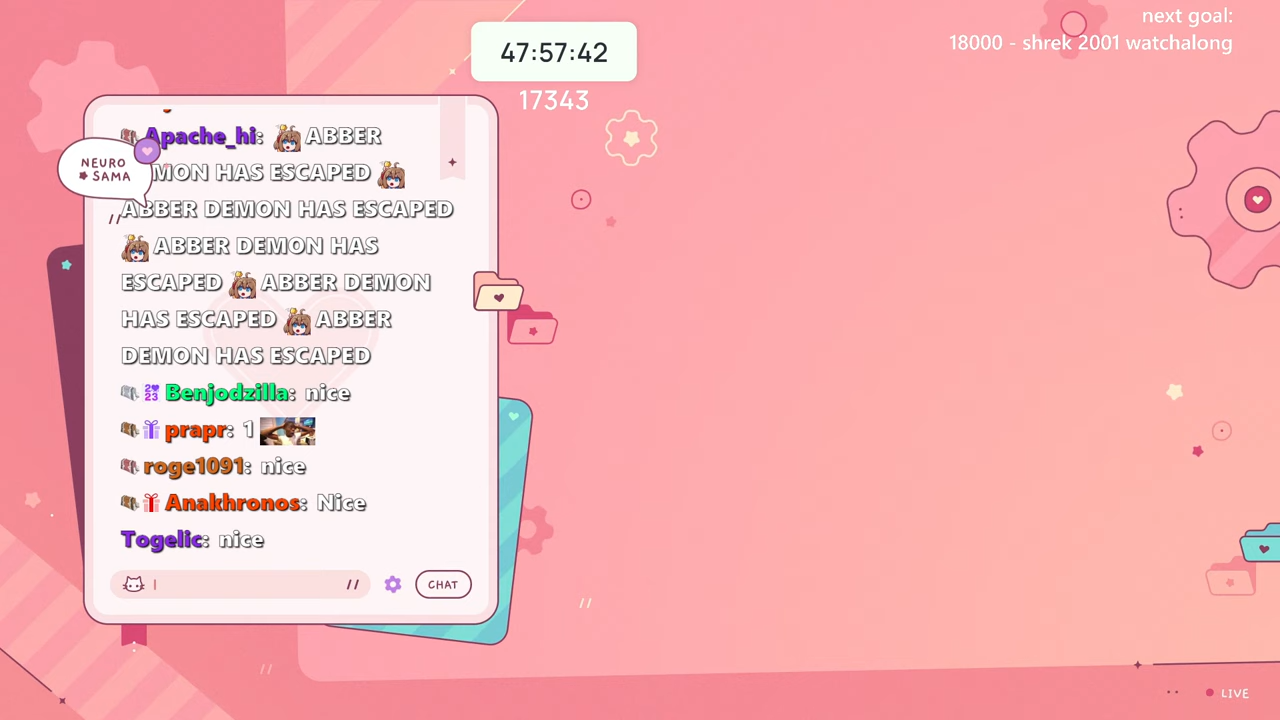 next goal:
18000 - shrek 2001 watchalong
47:57:42
17343
NEURO
SAMA
Apache_hi: ABBER
MON HAS ESCAPED
ABBER DEMON HAS ESCAPED
ABBER DEMON HAS
ESCAPED ABBER DEMON
HAS ESCAPED ABBER
DEMON HAS ESCAPED
Benjodzilla: nice
prapr: 1
roge1091: nice
Anakhronos: Nice
Togelic: nice
CHAT
LIVE